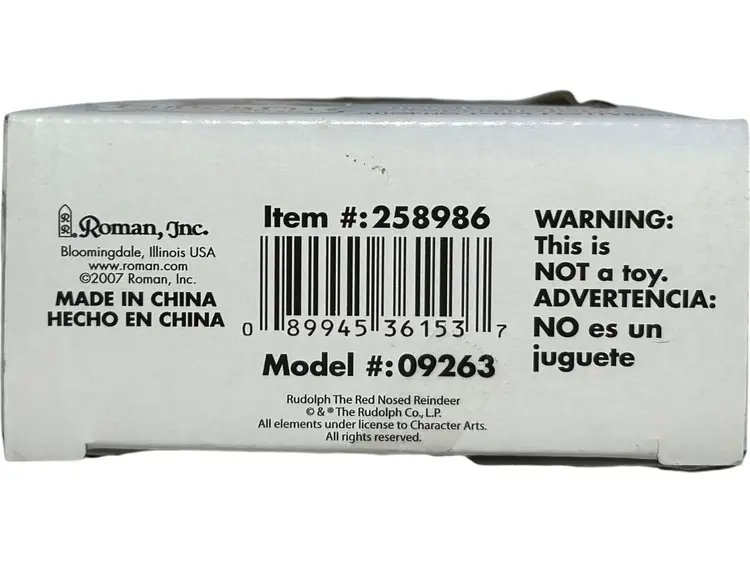 Roman, Inc.
Bloomingdale, Illinois USA
www.roman.com
©2007 Roman, Inc.
MADE IN CHINA
HECHO EN CHINA
Item #:258986
0 89945 36153 7
Model #:09263
Rudolph The Red Nosed Reindeer
© & ® The Rudolph Co., L.P.
All elements under license to Character Arts.
All rights reserved.
WARNING:
This is
NOT a toy.
ADVERTENCIA:
NO es un
juguete